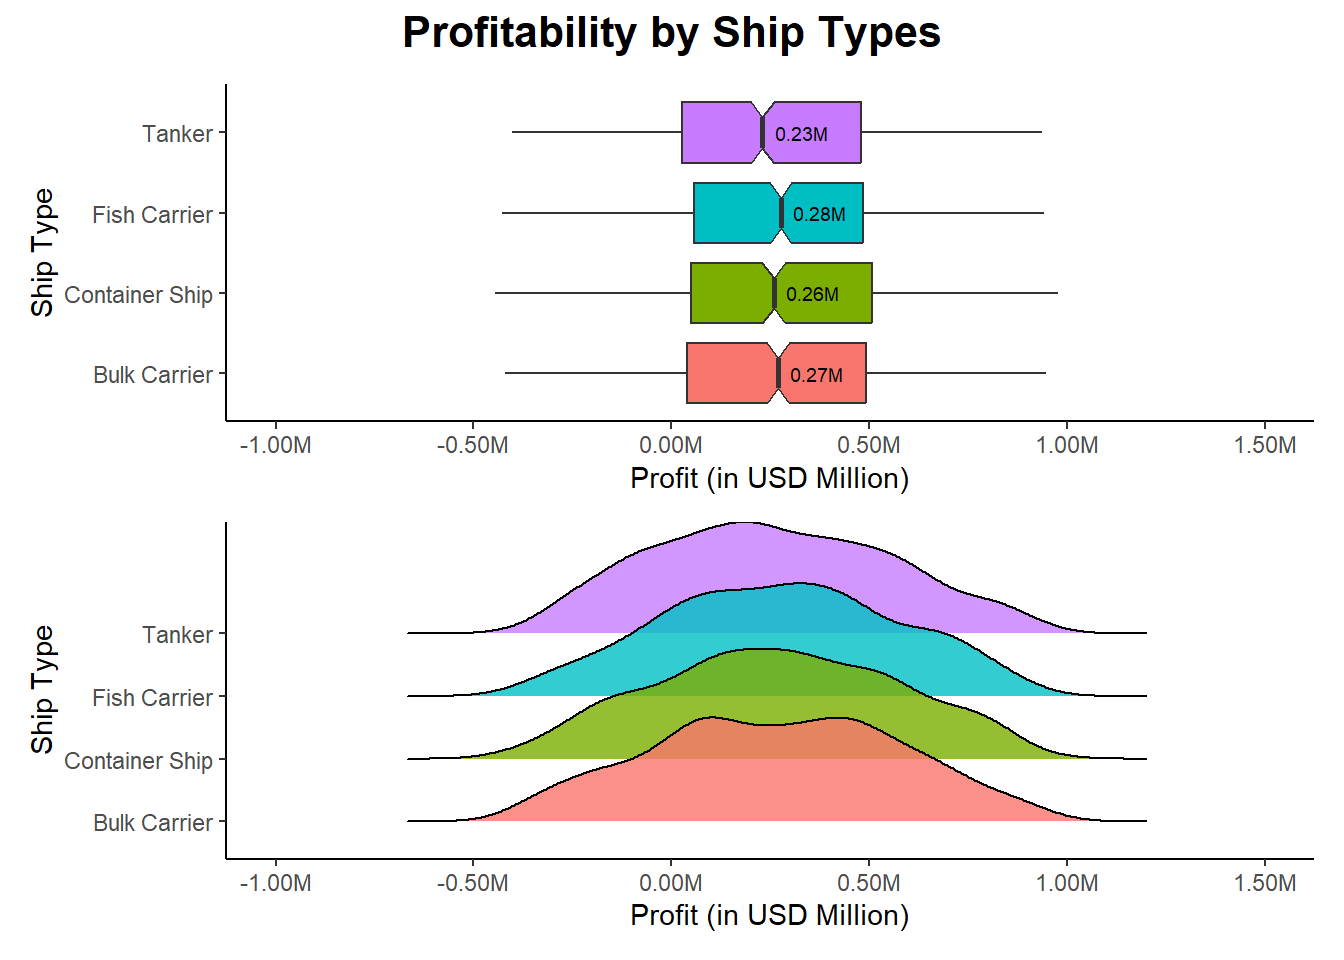 Profitability by Ship Types
Ship Type
Tanker
0.23M
Fish Carrier
0.28M
Container Ship
0.26M
Bulk Carrier
0.27M
-1.00M -0.50M 0.00M 0.50M 1.00M 1.50M
Profit (in USD Million)
Ship Type
Tanker
Fish Carrier
Container Ship
Bulk Carrier
-1.00M -0.50M 0.00M 0.50M 1.00M 1.50M
Profit (in USD Million)